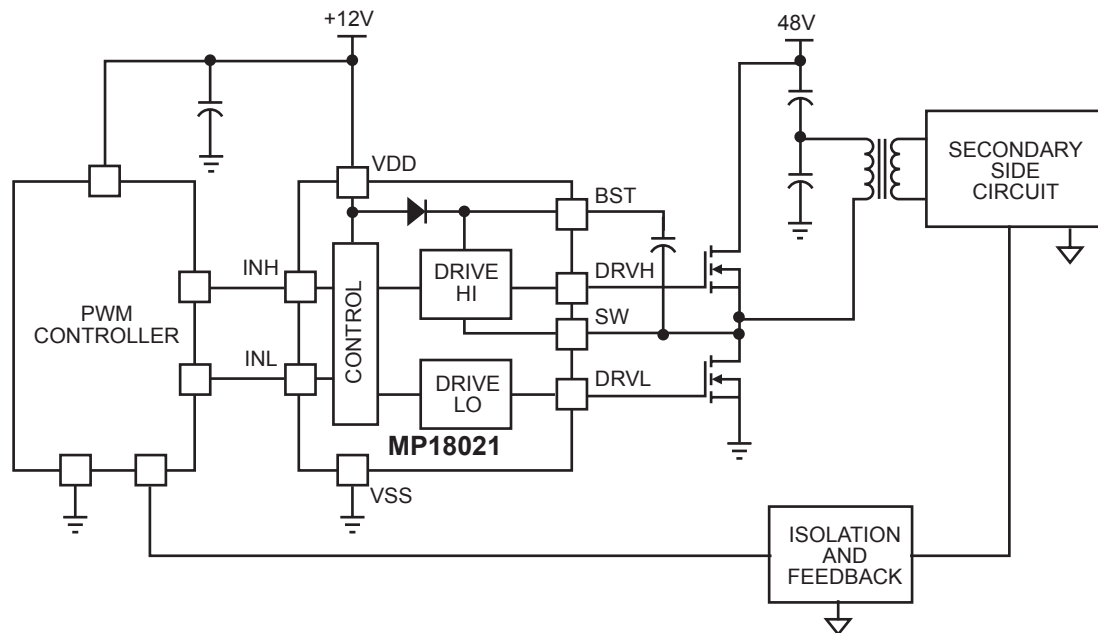 +12V
48V
VDD
BST
SECONDARY
SIDE
CIRCUIT
INH
DRIVE
HI
DRVH
PWM
CONTROLLER
CONTROL
SW
INL
DRIVE
LO
DRVL
MP18021
VSS
ISOLATION
AND
FEEDBACK